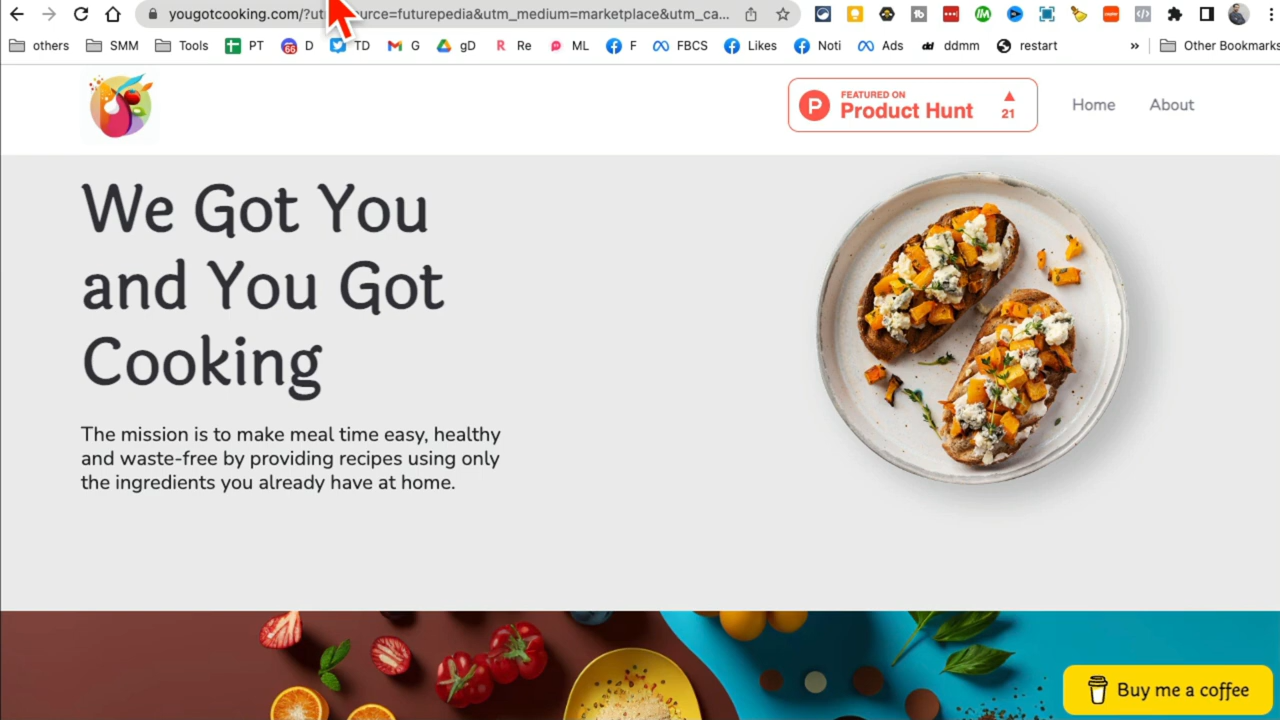 yougotcooking.com/?ut source=futurepedia&utm_medium=marketplace&utm_ca...
others SMM Tools PT 66 D TD G gD R Re ML F FBCS Likes Noti Ads dd ddmm restart » Other Bookmarks
P FEATURED ON
Product Hunt
21
Home About
We Got You
and You Got
Cooking
The mission is to make meal time easy, healthy
and waste-free by providing recipes using only
the ingredients you already have at home.
Buy me a coffee